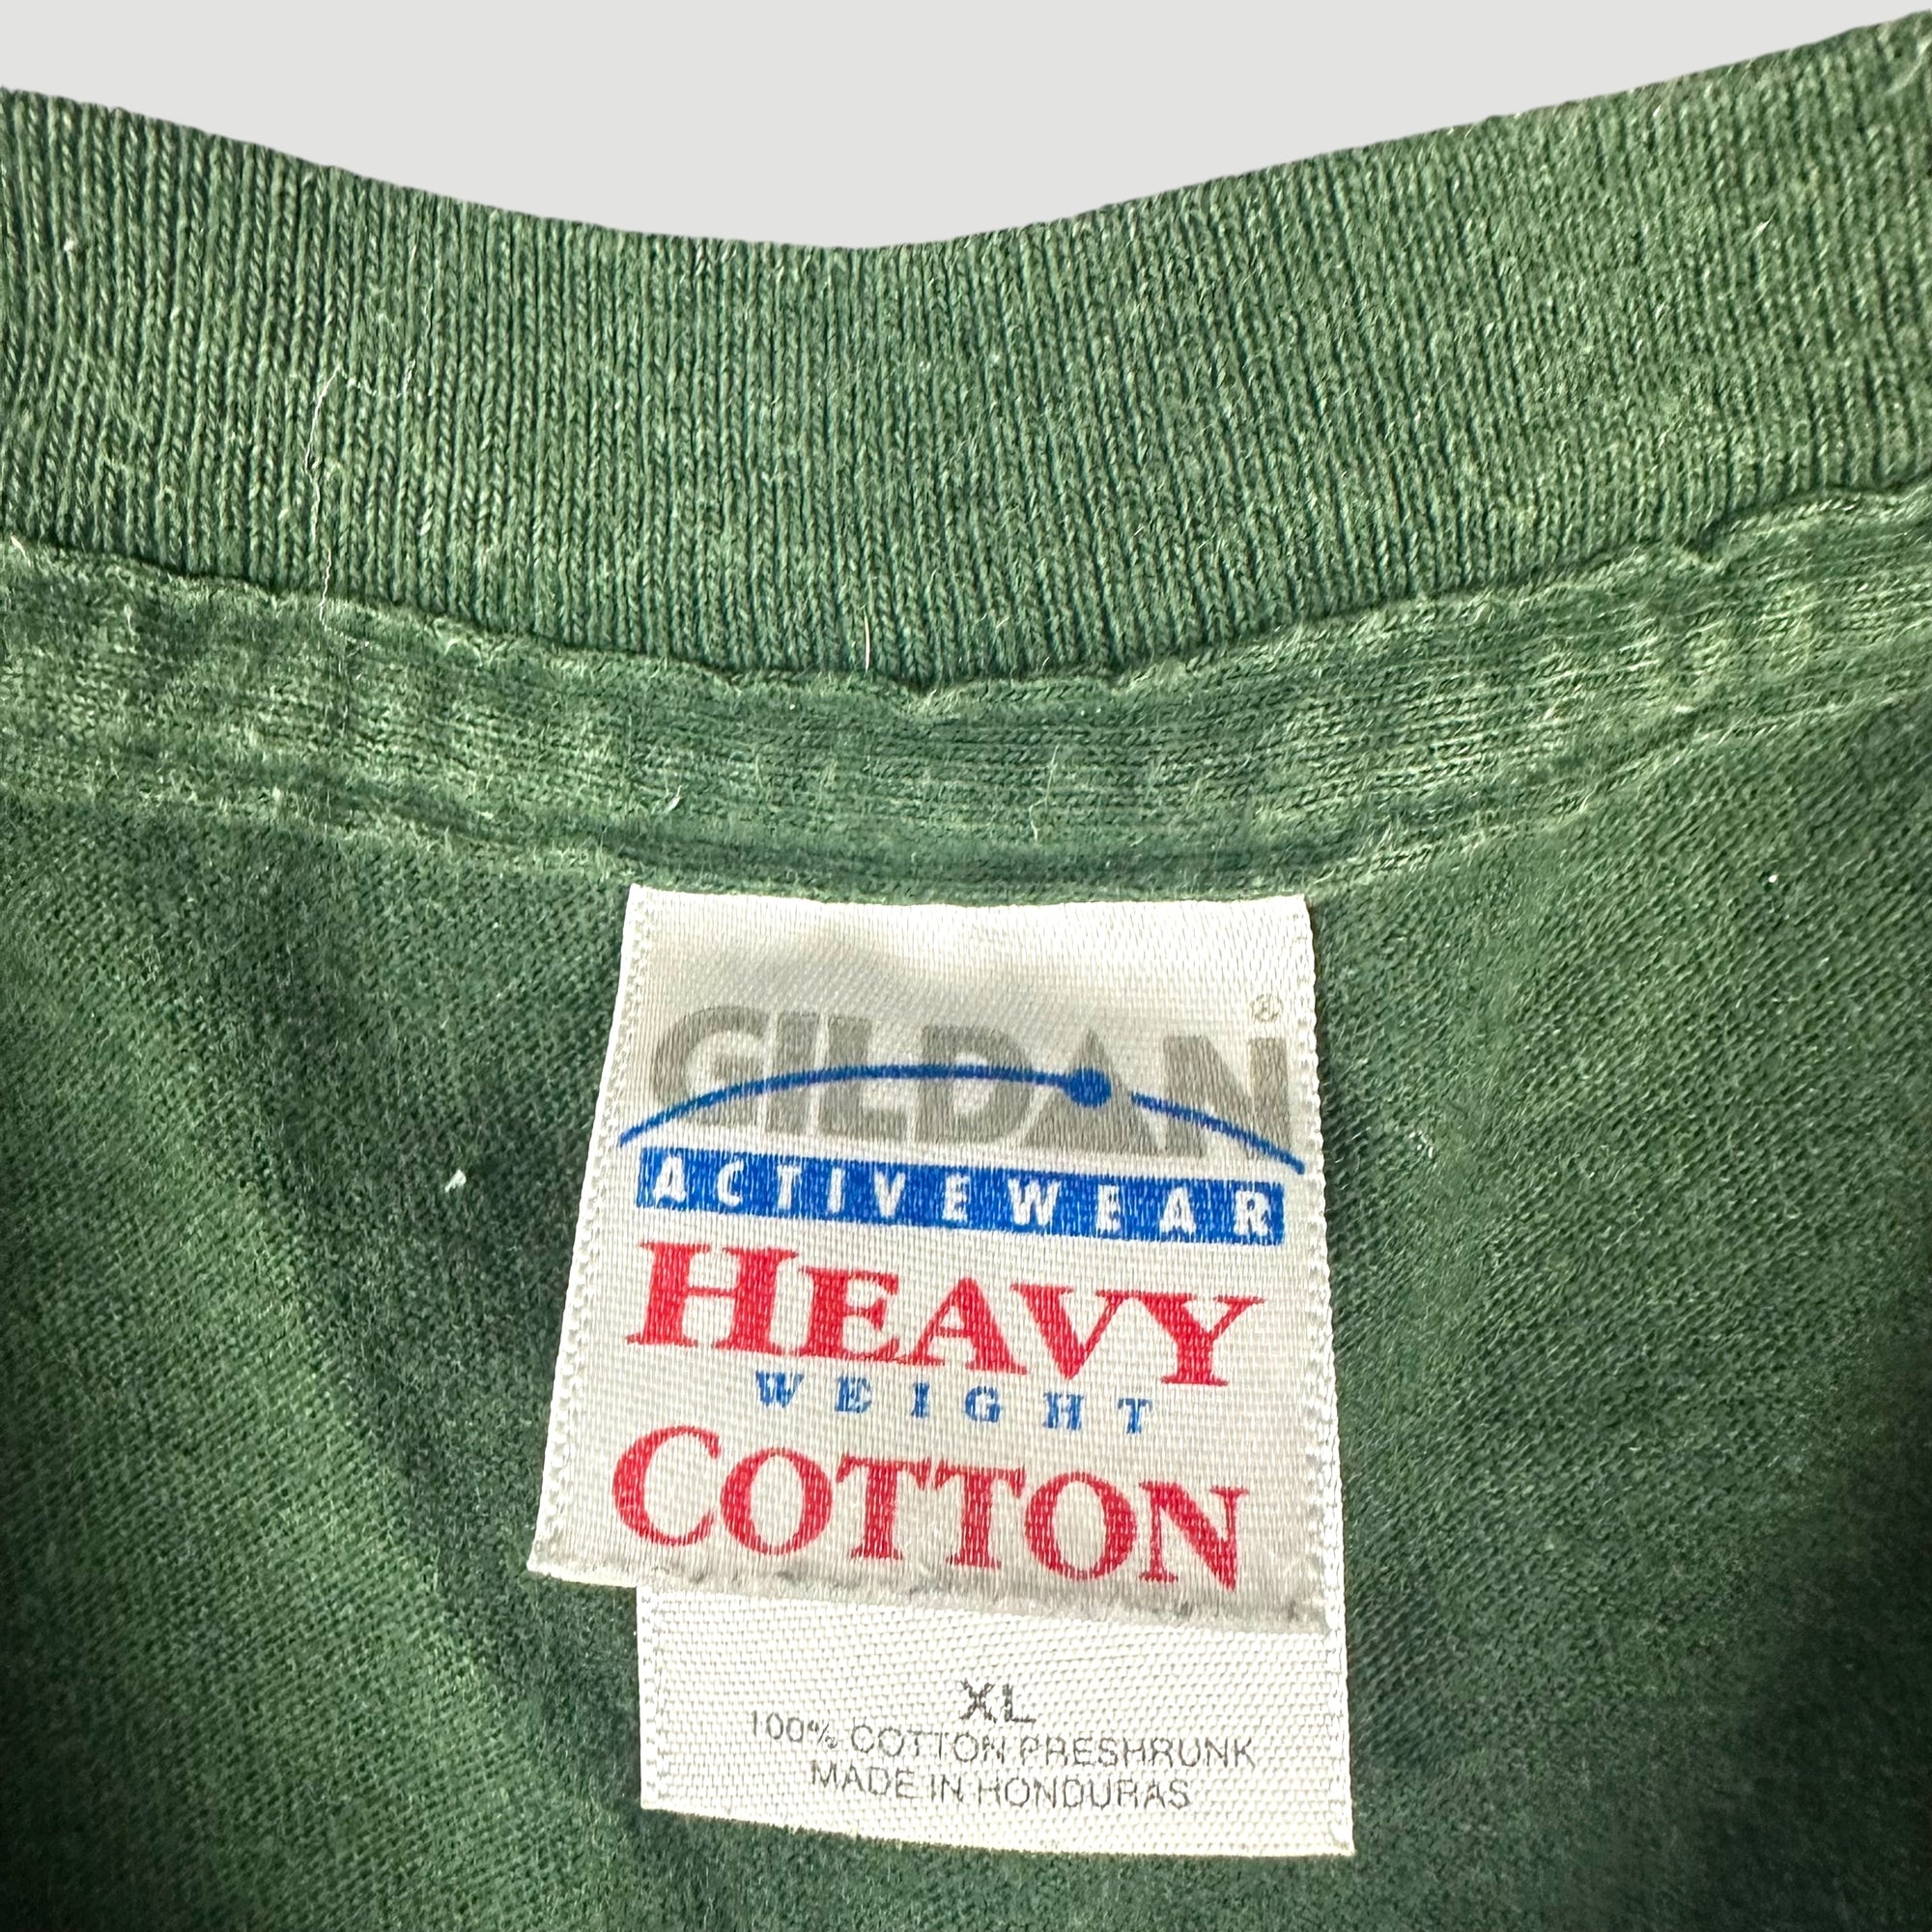 GILDAN®
ACTIVEWEAR
HEAVY
WEIGHT
COTTON
XL
100% COTTON PRESHRUNK
MADE IN HONDURAS